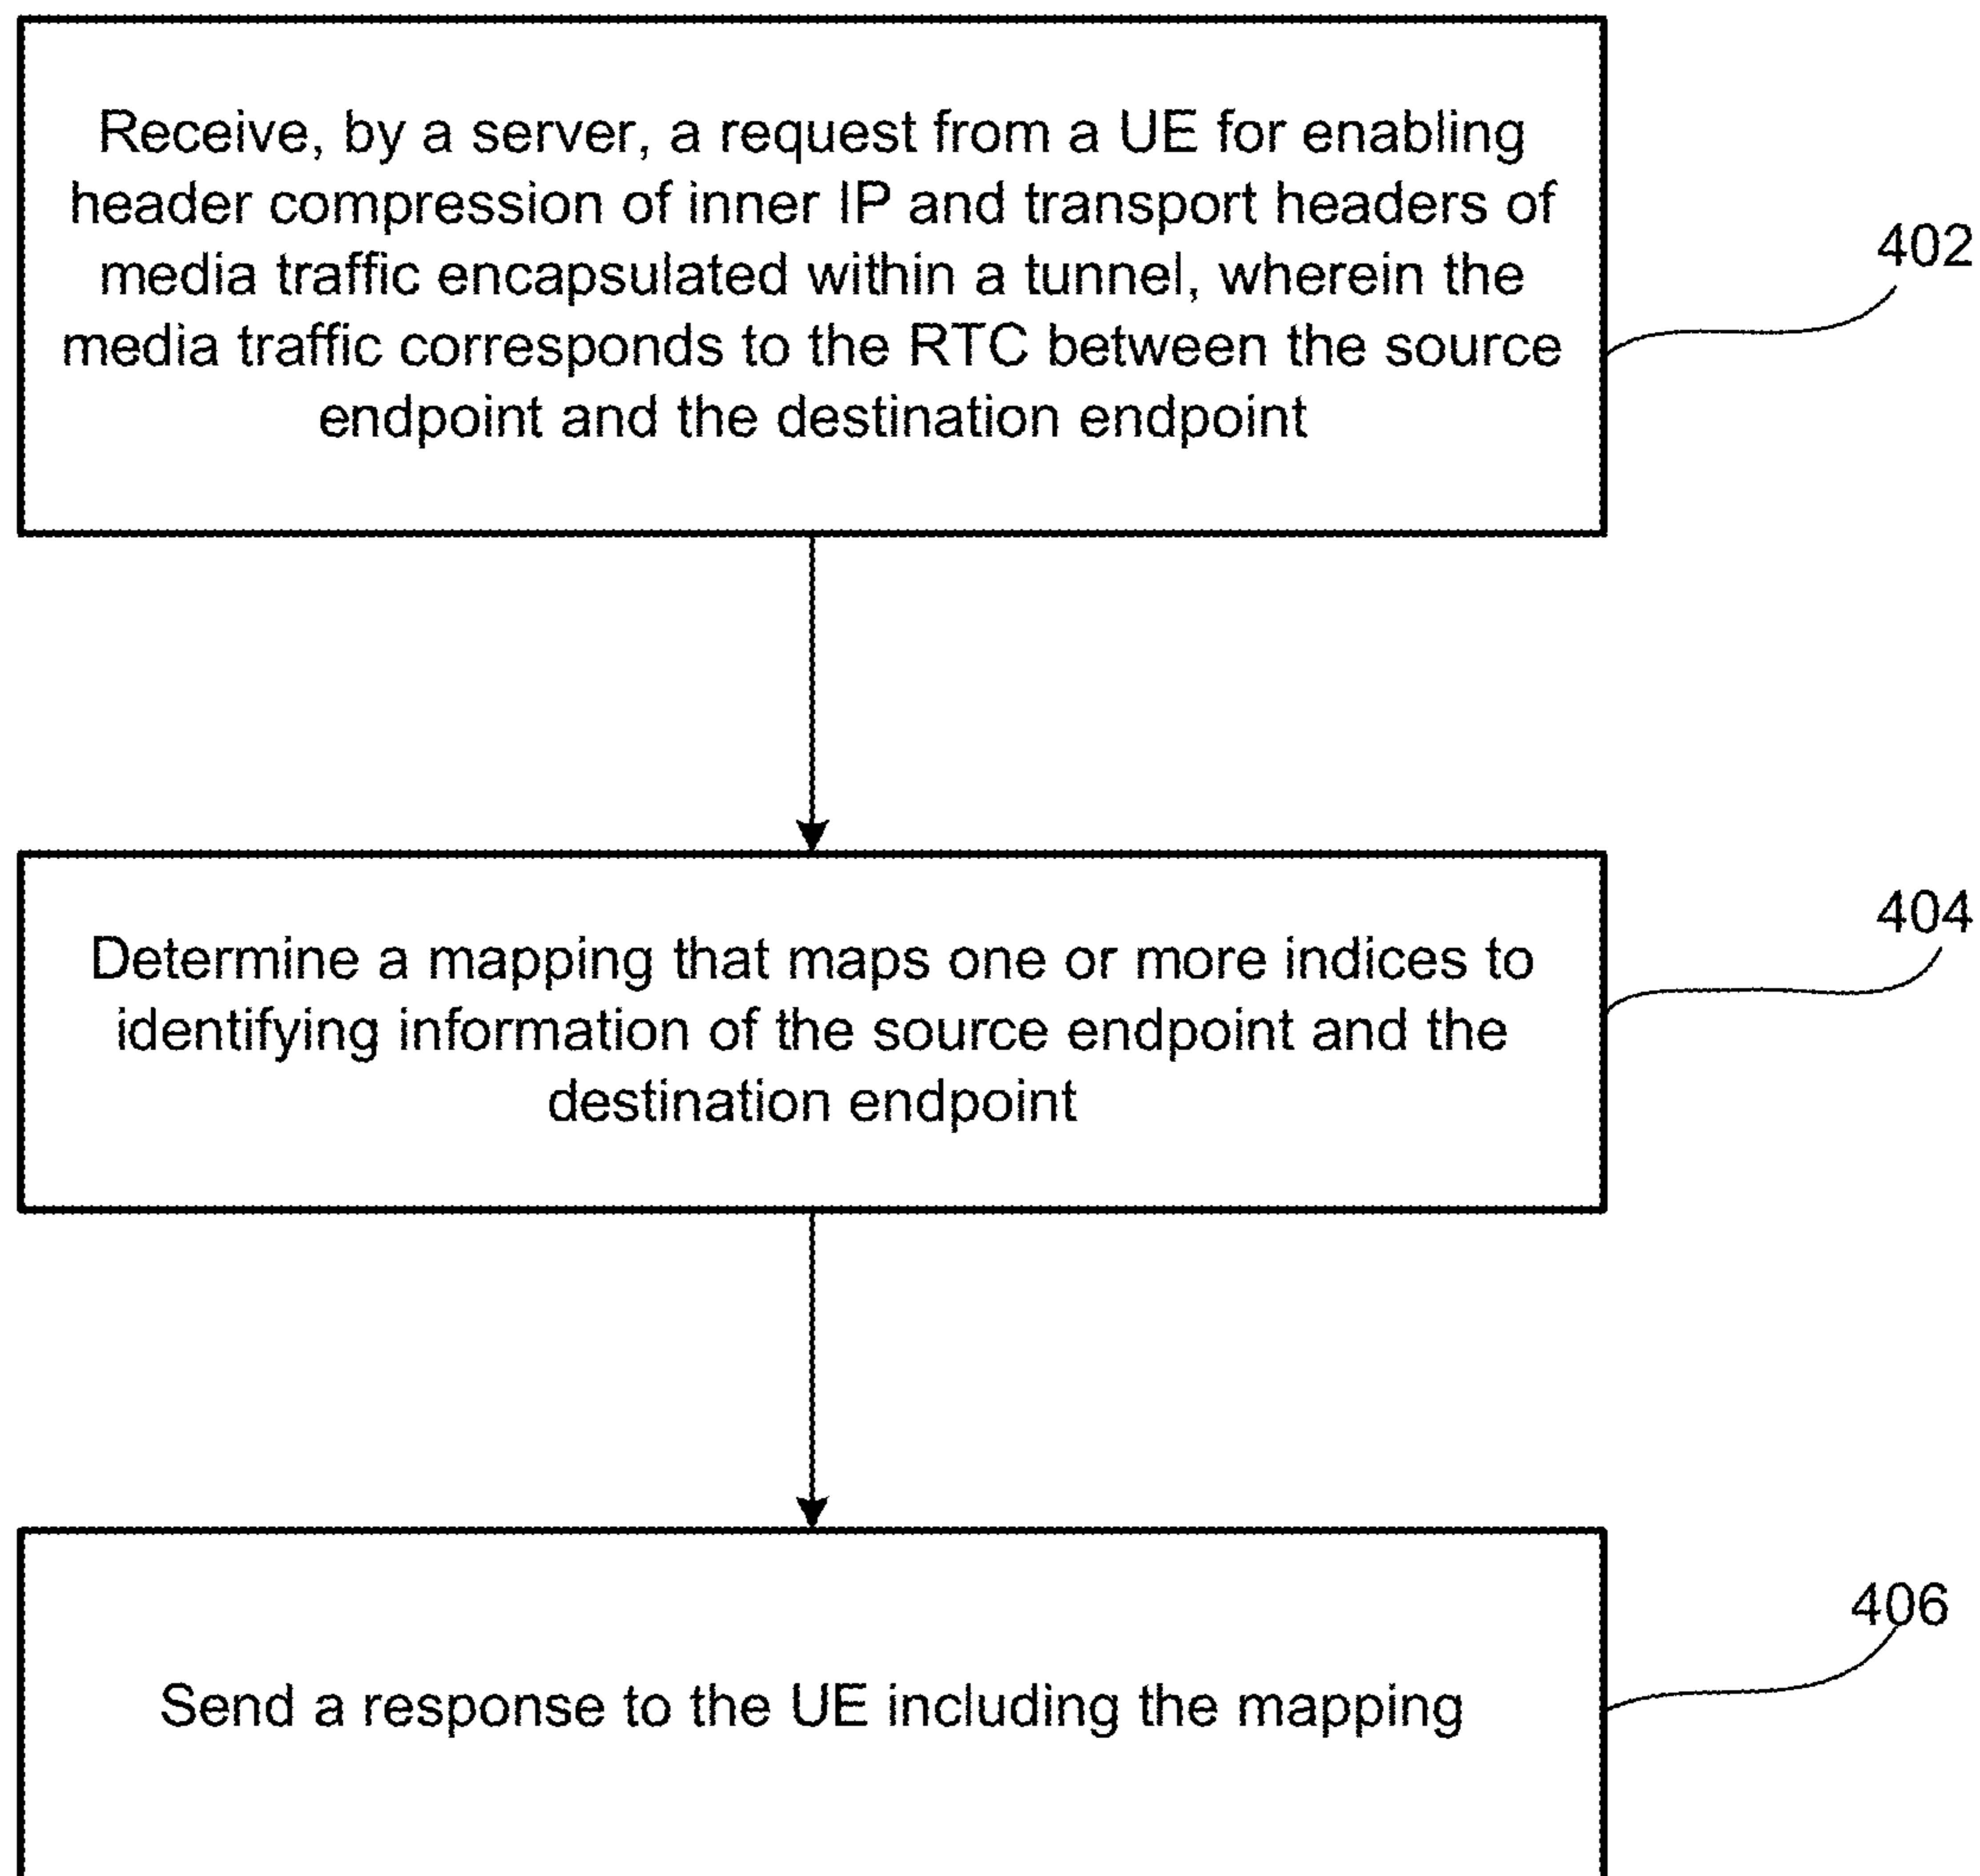 Receive, by a server, a request from a UE for enabling
header compression of inner IP and transport headers of
media traffic encapsulated within a tunnel, wherein the
media traffic corresponds to the RTC between the source
endpoint and the destination endpoint
402
Determine a mapping that maps one or more indices to
identifying information of the source endpoint and the
destination endpoint
404
Send a response to the UE including the mapping
406